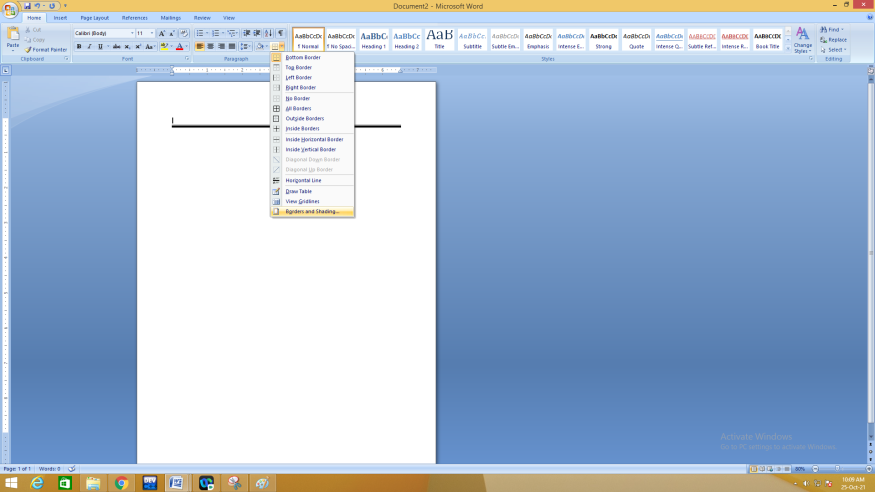 Document2 - Microsoft Word
Home Insert Page Layout References Mailings Review View
Cut
Copy
Format Painter
Paste
Clipboard
Calibri (Body) 11
Font
Paragraph
AaBbCcDc AaBbCcDc AaBbC AaBbCc AaB AaBbCc. AaBbCcDc AaBbCcDc AaBbCcDc AaBbCcDc AaBbCcDc AaBbCcDc AABBCCDC AABBCCDC AABBCCDC
¶ Normal ¶ No Spaci... Heading 1 Heading 2 Title Subtitle Subtle Em... Emphasis Intense E... Strong Quote Intense Q... Subtle Ref... Intense R... Book Title
Change
Styles
Styles
Find
Replace
Select
Editing
Bottom Border
Top Border
Left Border
Right Border
No Border
All Borders
Outside Borders
Inside Borders
Inside Horizontal Border
Inside Vertical Border
Diagonal Down Border
Diagonal Up Border
Horizontal Line
Draw Table
View Gridlines
Borders and Shading...
Activate Windows
Go to PC settings to activate Windows.
Page: 1 of 1 Words: 0
80%
10:09 AM
25-Oct-21